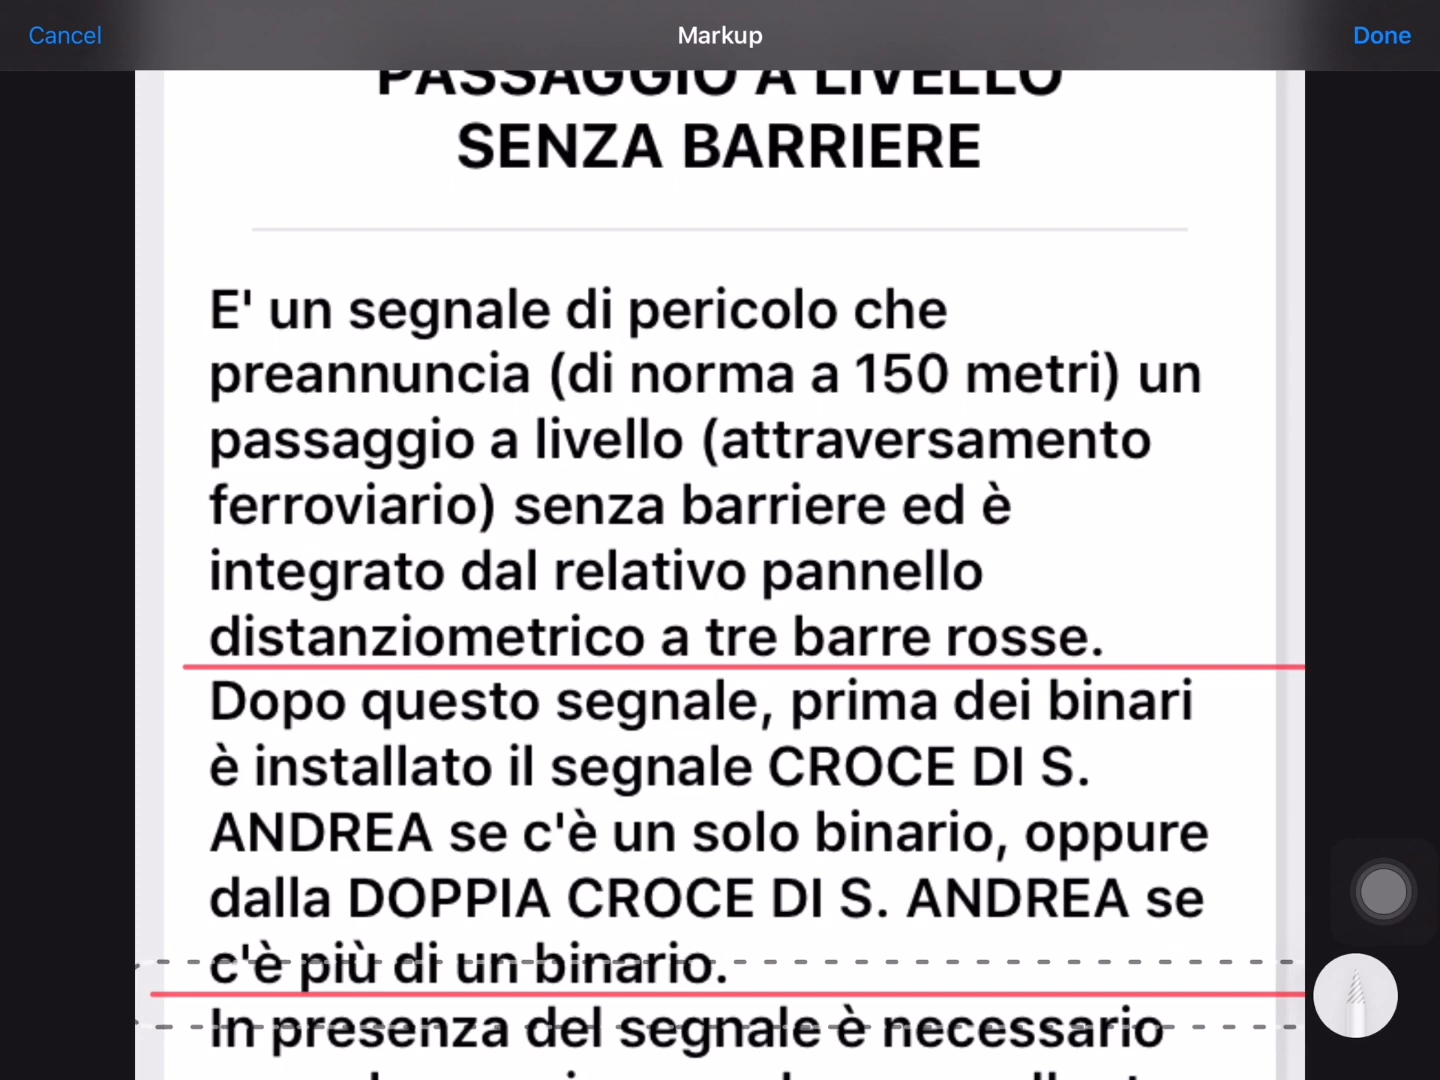 Cancel
Markup
Done
PASSAGGIO A LIVELLO
SENZA BARRIERE
E' un segnale di pericolo che
preannuncia (di norma a 150 metri) un
passaggio a livello (attraversamento
ferroviario) senza barriere ed è
integrato dal relativo pannello
distanziometrico a tre barre rosse.
Dopo questo segnale, prima dei binari
è installato il segnale CROCE DI S.
ANDREA se c'è un solo binario, oppure
dalla DOPPIA CROCE DI S. ANDREA se
c'è più di un binario.
In presenza del segnale è necessario